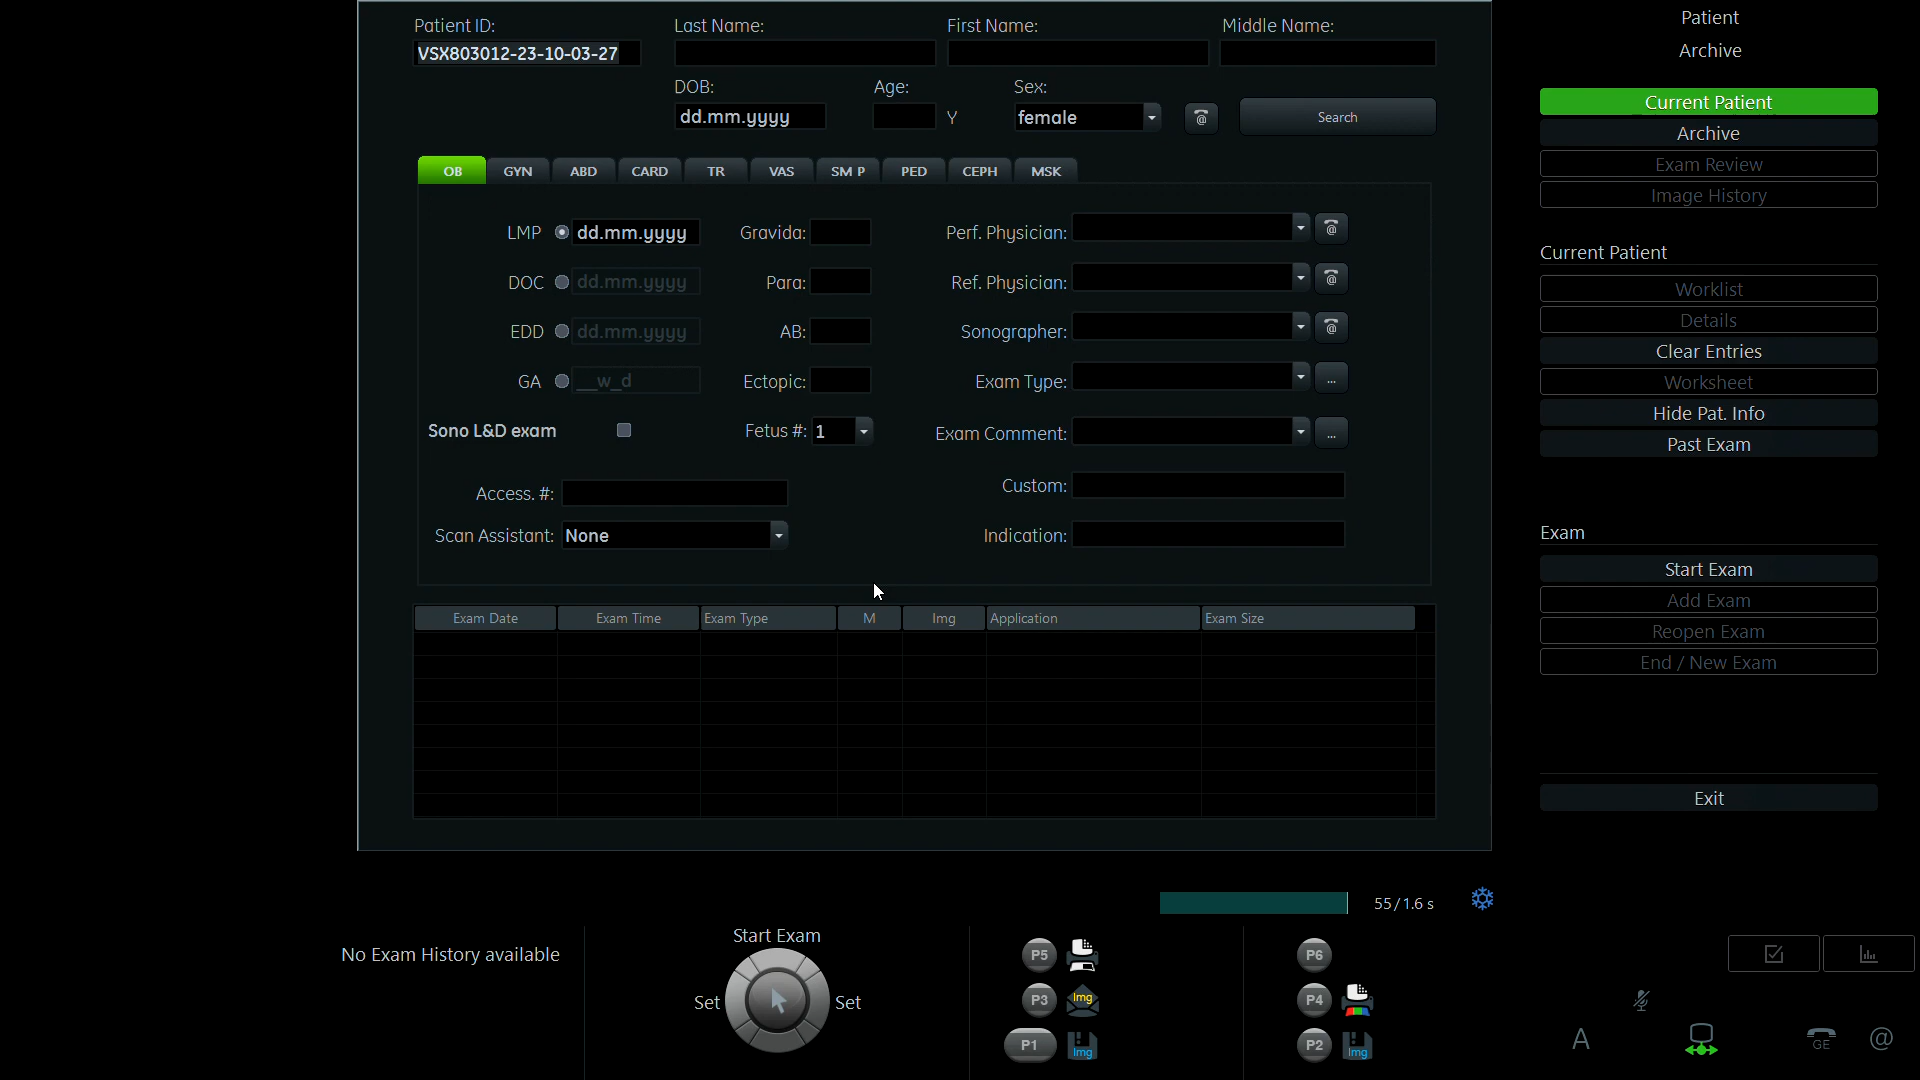 Patient ID: Last Name: First Name: Middle Name:
VSX803012-23-10-03-27
DOB: Age: Sex:
dd.mm.yyyy Y female @ Search
OB GYN ABD CARD TR VAS SM P PED CEPH MSK
LMP dd.mm.yyyy Gravida: Perf. Physician: @
DOC dd.mm.yyyy Para: Ref. Physician: @
EDD dd.mm.yyyy AB: Sonographer: @
GA __w_d Ectopic: Exam Type: ...
Sono L&D exam Fetus #: 1 Exam Comment: ...
Access. #: Custom:
Scan Assistant: None Indication:
Exam Date Exam Time Exam Type M Img Application Exam Size
Patient
Archive
Current Patient
Archive
Exam Review
Image History
Current Patient
Worklist
Details
Clear Entries
Worksheet
Hide Pat. Info
Past Exam
Exam
Start Exam
Add Exam
Reopen Exam
End / New Exam
Exit
55/1.6 s
No Exam History available
Start Exam
Set Set
P5 P6
P3 Img P4
P1 Img P2 Img
A GE @